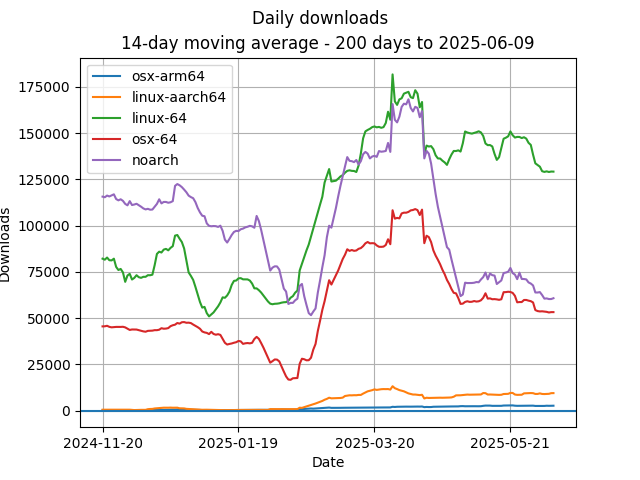 Daily downloads
14-day moving average - 200 days to 2025-06-09
osx-arm64
linux-aarch64
linux-64
osx-64
noarch
175000
150000
125000
100000
75000
50000
25000
0
Downloads
2024-11-20
2025-01-19
2025-03-20
2025-05-21
Date